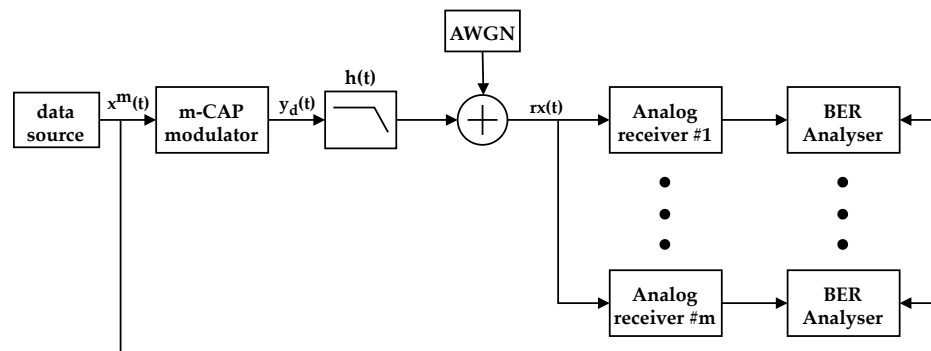 AWGN
h(t)
x^m(t)
y_d(t)
rx(t)
data
source
m-CAP
modulator
Analog
receiver #1
BER
Analyser
Analog
receiver #m
BER
Analyser